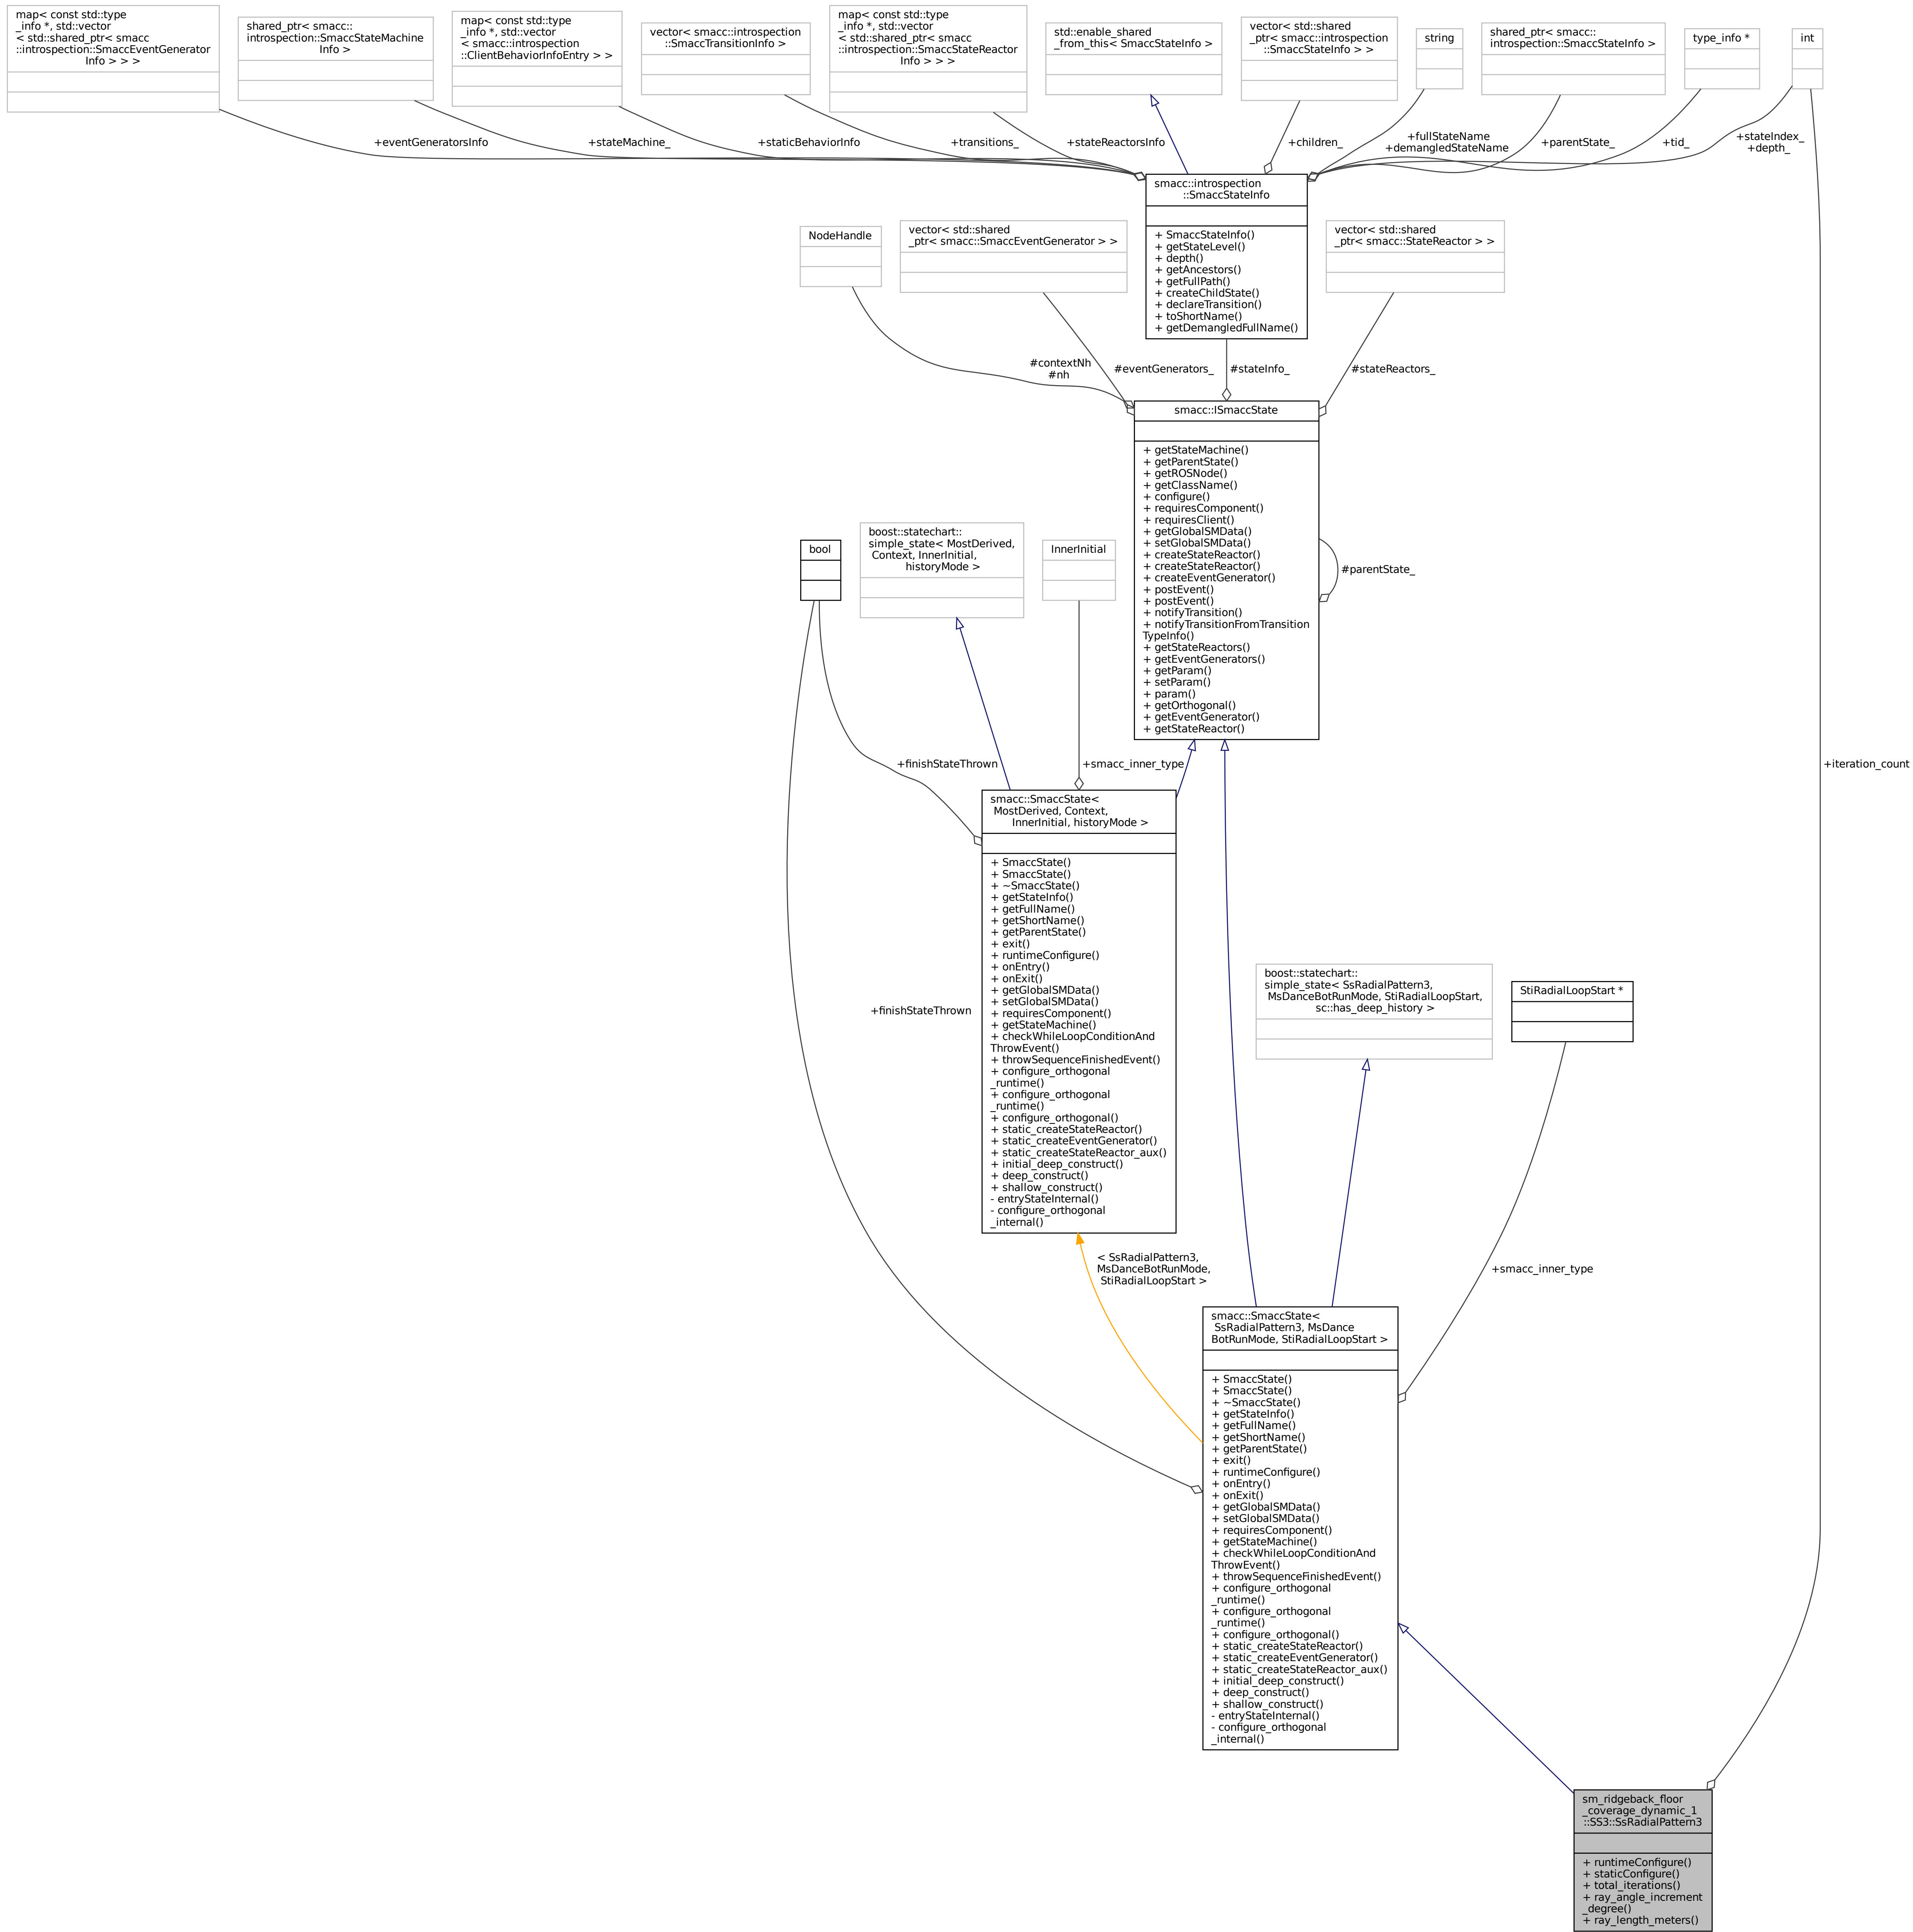 map< const std::type
_info *, std::vector
< std::shared_ptr< smacc
::introspection::SmaccEventGenerator
Info > > >
shared_ptr< smacc::
introspection::SmaccStateMachine
Info >
map< const std::type
_info *, std::vector
< smacc::introspection
::ClientBehaviorInfoEntry > >
vector< smacc::introspection
::SmaccTransitionInfo >
map< const std::type
_info *, std::vector
< std::shared_ptr< smacc
::introspection::SmaccStateReactor
Info > > >
std::enable_shared
_from_this< SmaccStateInfo >
vector< std::shared
_ptr< smacc::introspection
::SmaccStateInfo > >
string
shared_ptr< smacc::
introspection::SmaccStateInfo >
type_info *
int
+eventGeneratorsInfo
+stateMachine_
+staticBehaviorInfo
+transitions_
+stateReactorsInfo
+children_
+fullStateName
+demangledStateName
+parentState_
+tid_
+stateIndex_
+depth_
smacc::introspection
::SmaccStateInfo
+ SmaccStateInfo()
+ getStateLevel()
+ depth()
+ getAncestors()
+ getFullPath()
+ createChildState()
+ declareTransition()
+ toShortName()
+ getDemangledFullName()
NodeHandle
vector< std::shared
_ptr< smacc::SmaccEventGenerator > >
vector< std::shared
_ptr< smacc::StateReactor > >
#contextNh
#nh
#eventGenerators_
#stateInfo_
#stateReactors_
smacc::ISmaccState
+ getStateMachine()
+ getParentState()
+ getROSNode()
+ getClassName()
+ configure()
+ requiresComponent()
+ requiresClient()
+ getGlobalSMData()
+ setGlobalSMData()
+ createStateReactor()
+ createStateReactor()
+ createEventGenerator()
+ postEvent()
+ postEvent()
+ notifyTransition()
+ notifyTransitionFromTransition
TypeInfo()
+ getStateReactors()
+ getEventGenerators()
+ getParam()
+ setParam()
+ param()
+ getOrthogonal()
+ getEventGenerator()
+ getStateReactor()
#parentState_
bool
boost::statechart::
simple_state< MostDerived,
Context, InnerInitial,
historyMode >
InnerInitial
+finishStateThrown
+smacc_inner_type
+iteration_count
smacc::SmaccState<
MostDerived, Context,
InnerInitial, historyMode >
+ SmaccState()
+ SmaccState()
+ ~SmaccState()
+ getStateInfo()
+ getFullName()
+ getShortName()
+ getParentState()
+ exit()
+ runtimeConfigure()
+ onEntry()
+ onExit()
+ getGlobalSMData()
+ setGlobalSMData()
+ requiresComponent()
+ getStateMachine()
+ checkWhileLoopConditionAnd
ThrowEvent()
+ throwSequenceFinishedEvent()
+ configure_orthogonal
_runtime()
+ configure_orthogonal
_runtime()
+ configure_orthogonal()
+ static_createStateReactor()
+ static_createEventGenerator()
+ static_createStateReactor_aux()
+ initial_deep_construct()
+ deep_construct()
+ shallow_construct()
- entryStateInternal()
- configure_orthogonal
_internal()
+finishStateThrown
boost::statechart::
simple_state< SsRadialPattern3,
MsDanceBotRunMode, StiRadialLoopStart,
sc::has_deep_history >
StiRadialLoopStart *
< SsRadialPattern3,
MsDanceBotRunMode,
StiRadialLoopStart >
+smacc_inner_type
smacc::SmaccState<
SsRadialPattern3, MsDance
BotRunMode, StiRadialLoopStart >
+ SmaccState()
+ SmaccState()
+ ~SmaccState()
+ getStateInfo()
+ getFullName()
+ getShortName()
+ getParentState()
+ exit()
+ runtimeConfigure()
+ onEntry()
+ onExit()
+ getGlobalSMData()
+ setGlobalSMData()
+ requiresComponent()
+ getStateMachine()
+ checkWhileLoopConditionAnd
ThrowEvent()
+ throwSequenceFinishedEvent()
+ configure_orthogonal
_runtime()
+ configure_orthogonal
_runtime()
+ configure_orthogonal()
+ static_createStateReactor()
+ static_createEventGenerator()
+ static_createStateReactor_aux()
+ initial_deep_construct()
+ deep_construct()
+ shallow_construct()
- entryStateInternal()
- configure_orthogonal
_internal()
sm_ridgeback_floor
_coverage_dynamic_1
::SS3::SsRadialPattern3
+ runtimeConfigure()
+ staticConfigure()
+ total_iterations()
+ ray_angle_increment
_degree()
+ ray_length_meters()